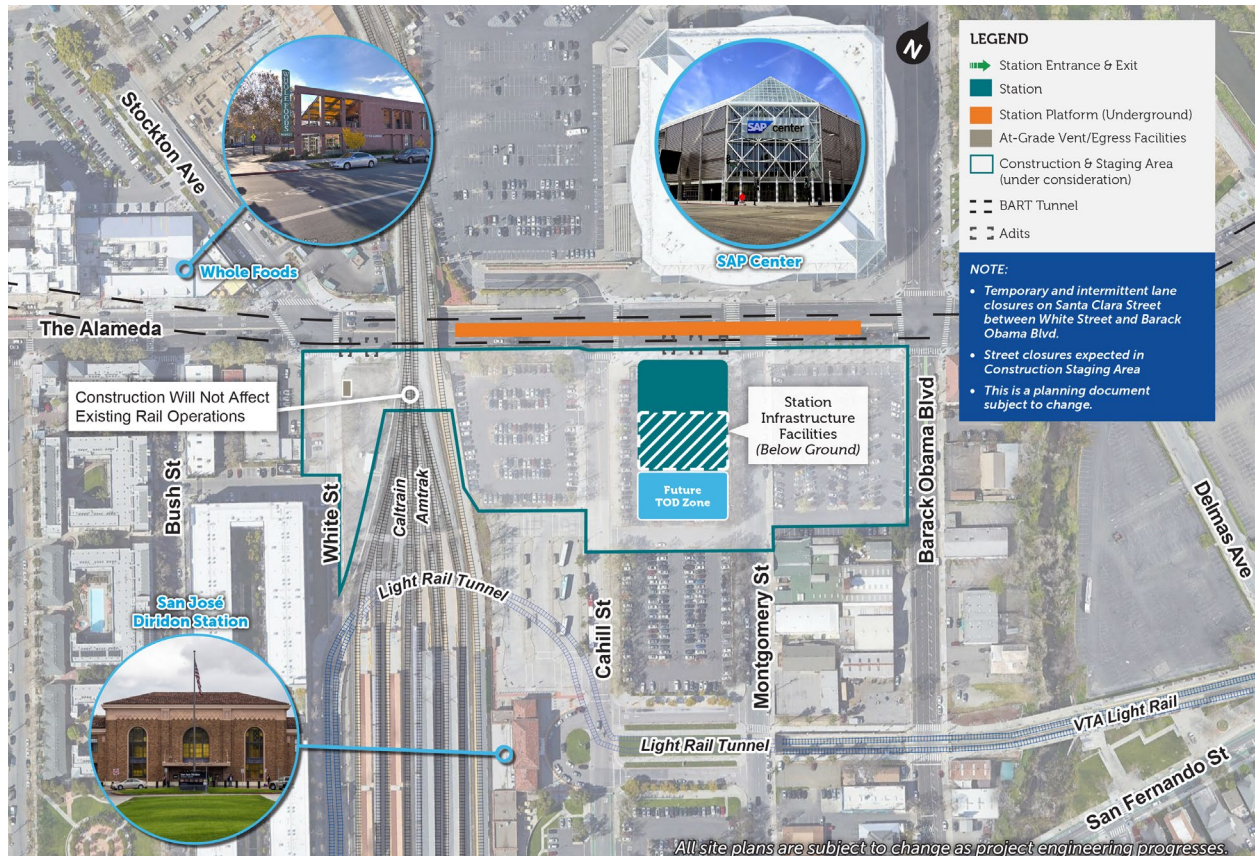 Stockton Ave
WHOLE FOODS
Whole Foods
SAP center
SAP Center
N
LEGEND
Station Entrance & Exit
Station
Station Platform (Underground)
At-Grade Vent/Egress Facilities
Construction & Staging Area
(under consideration)
BART Tunnel
Adits
NOTE:
• Temporary and intermittent lane
closures on Santa Clara Street
between White Street and Barack
Obama Blvd.
• Street closures expected in
Construction Staging Area
• This is a planning document
subject to change.
The Alameda
Construction Will Not Affect
Existing Rail Operations
Station
Infrastructure
Facilities
(Below Ground)
Future
TOD Zone
Bush St
White St
Caltrain
Amtrak
Cahill St
Montgomery St
Barack Obama Blvd
Delmas Ave
Light Rail Tunnel
San José
Diridon Station
Light Rail Tunnel
VTA Light Rail
San Fernando St
All site plans are subject to change as project engineering progresses.